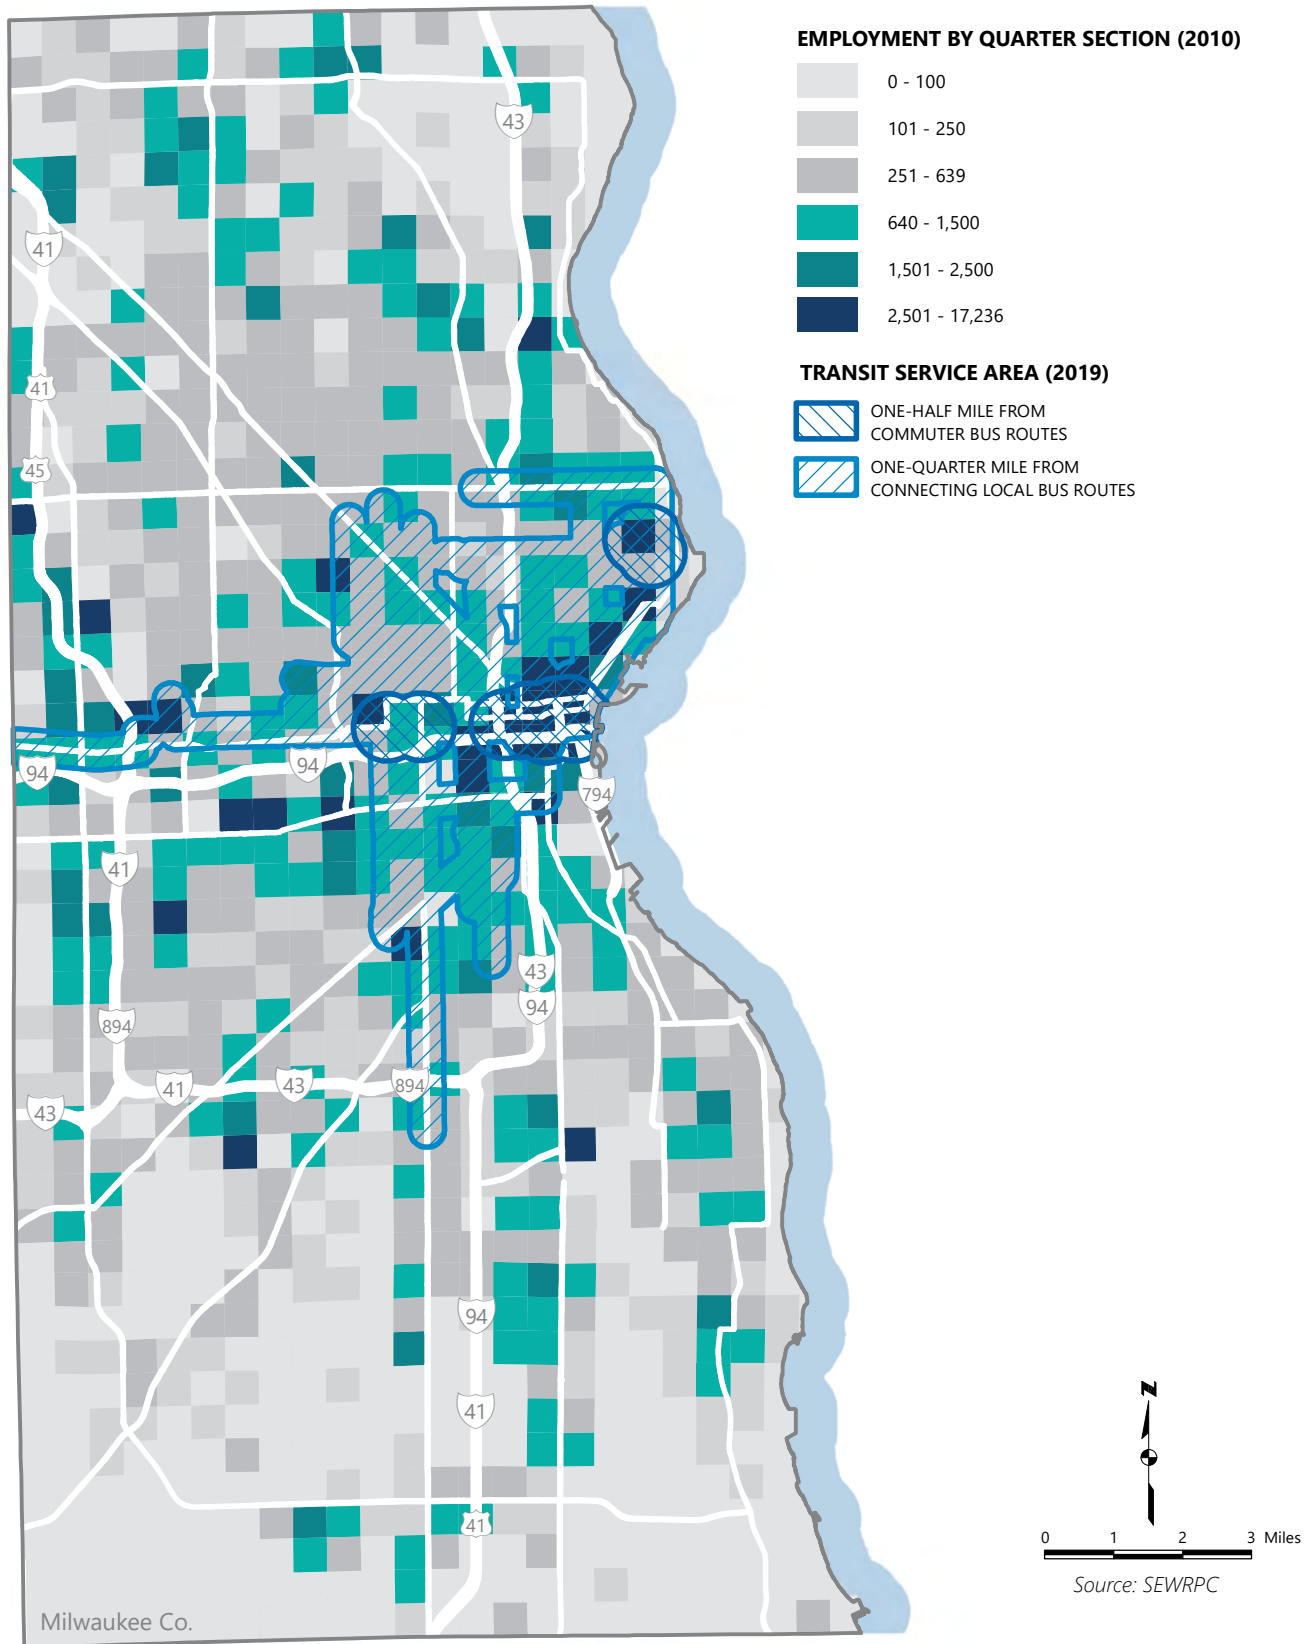 EMPLOYMENT BY QUARTER SECTION (2010)
0 - 100
101 - 250
251 - 639
640 - 1,500
1,501 - 2,500
2,501 - 17,236
TRANSIT SERVICE AREA (2019)
ONE-HALF MILE FROM
COMMUTER BUS ROUTES
ONE-QUARTER MILE FROM
CONNECTING LOCAL BUS ROUTES
43
41
41
45
94
94
794
41
43
94
894
41
43
894
43
94
41
41
N
0 1 2 3 Miles
Source: SEWRPC
Milwaukee Co.